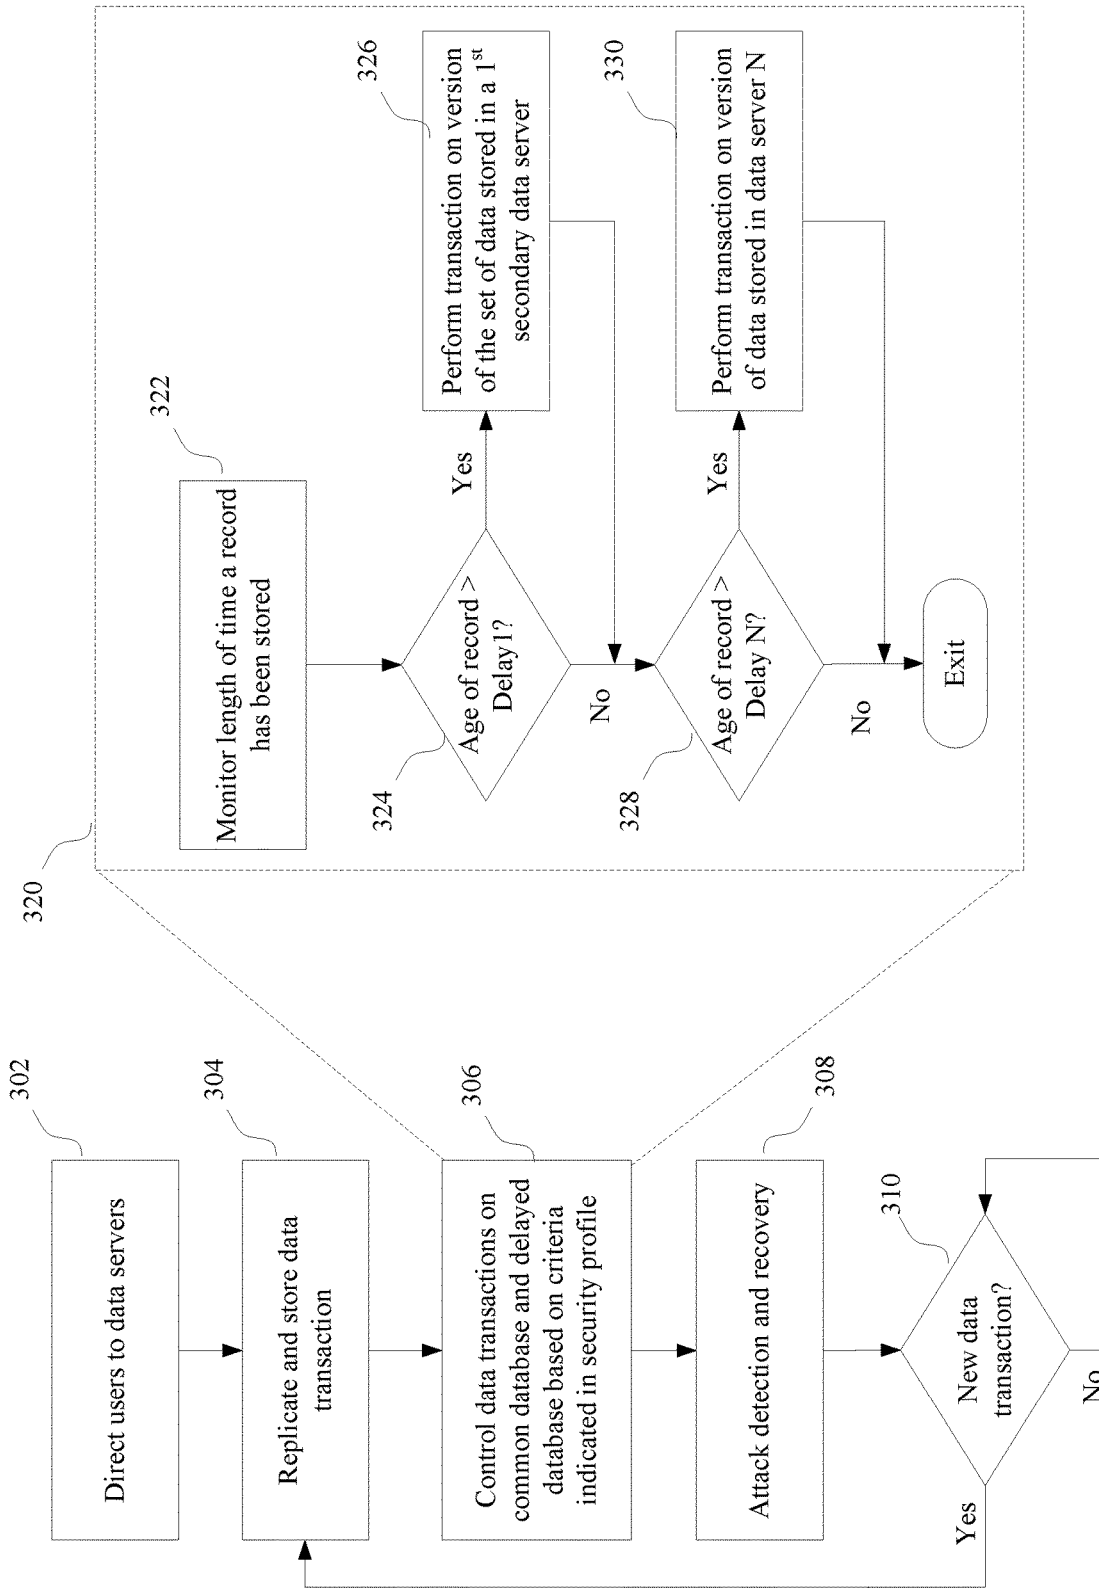 302
Direct users to data servers
304
Replicate and store data
transaction
306
Control data transactions on
common database and delayed
database based on criteria
indicated in security profile
308
Attack detection and recovery
310
New data
transaction?
Yes
No
320
322
Monitor length of time a record
has been stored
324
Age of record >
Delay1?
Yes
No
326
Perform transaction on version
of the set of data stored in a 1st
secondary data server
328
Age of record >
Delay N?
Yes
No
330
Perform transaction on version
of data stored in data server N
Exit